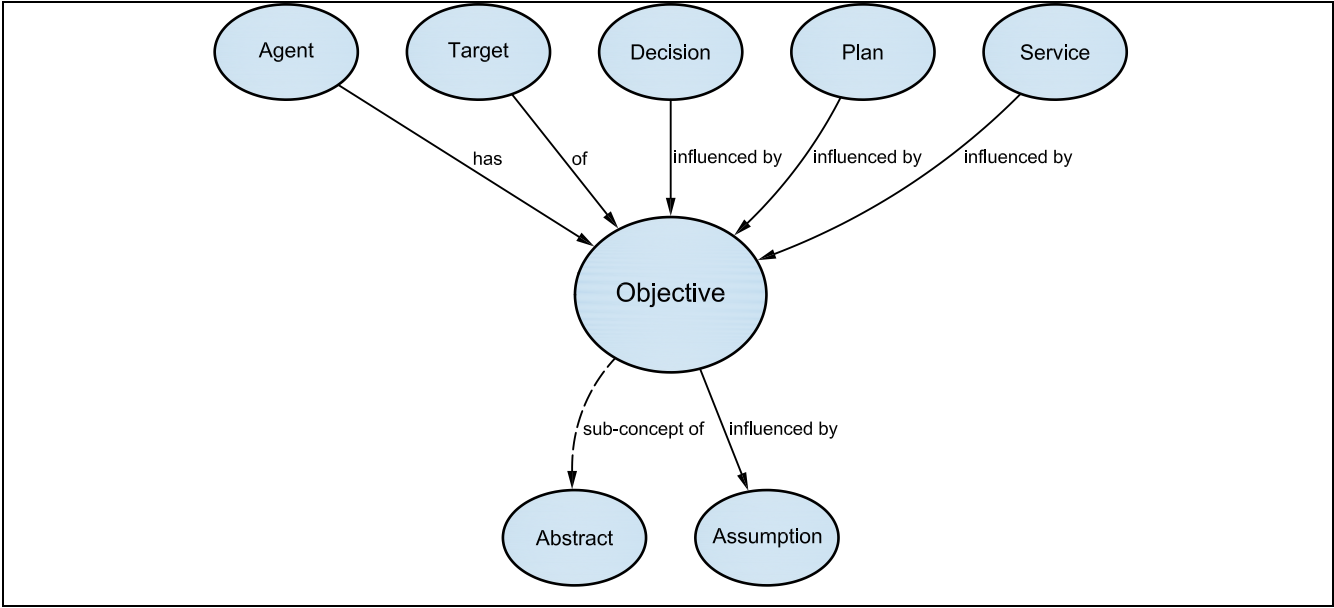 Agent
Target
Decision
Plan
Service
has
of
influenced by
influenced by
influenced by
Objective
sub-concept of
influenced by
Abstract
Assumption